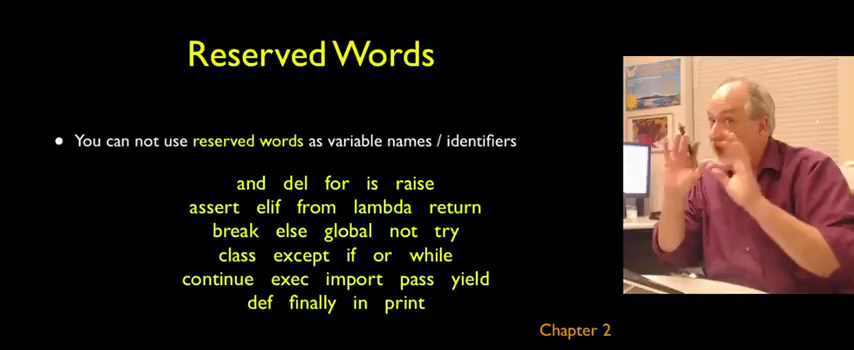 Reserved Words
● You can not use reserved words as variable names / identifiers
and del for is raise
assert elif from lambda return
break else global not try
class except if or while
continue exec import pass yield
def finally in print
Chapter 2